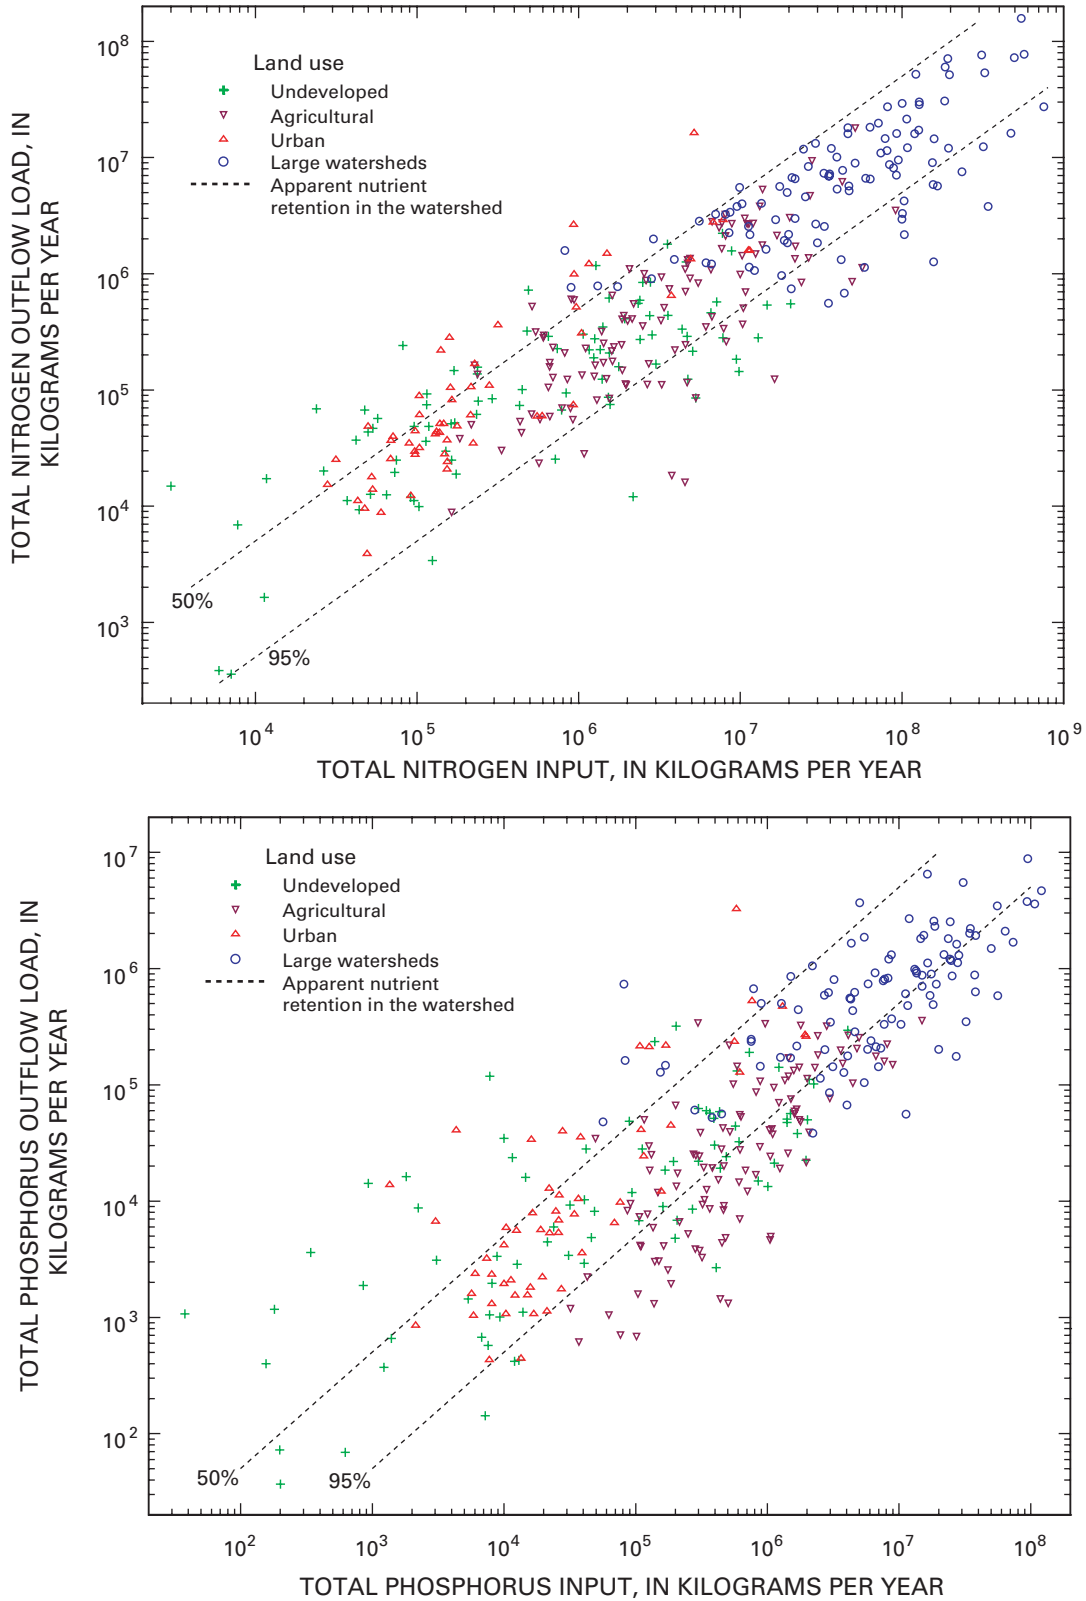 TOTAL NITROGEN OUTFLOW LOAD, IN
KILOGRAMS PER YEAR
10^8
10^7
10^6
10^5
10^4
10^3
Land use
Undeveloped
Agricultural
Urban
Large watersheds
Apparent nutrient
retention in the watershed
50%
95%
10^4 10^5 10^6 10^7 10^8 10^9
TOTAL NITROGEN INPUT, IN KILOGRAMS PER YEAR
TOTAL PHOSPHORUS OUTFLOW LOAD, IN
KILOGRAMS PER YEAR
10^7
10^6
10^5
10^4
10^3
10^2
Land use
Undeveloped
Agricultural
Urban
Large watersheds
Apparent nutrient
retention in the watershed
50%
95%
10^2 10^3 10^4 10^5 10^6 10^7 10^8
TOTAL PHOSPHORUS INPUT, IN KILOGRAMS PER YEAR